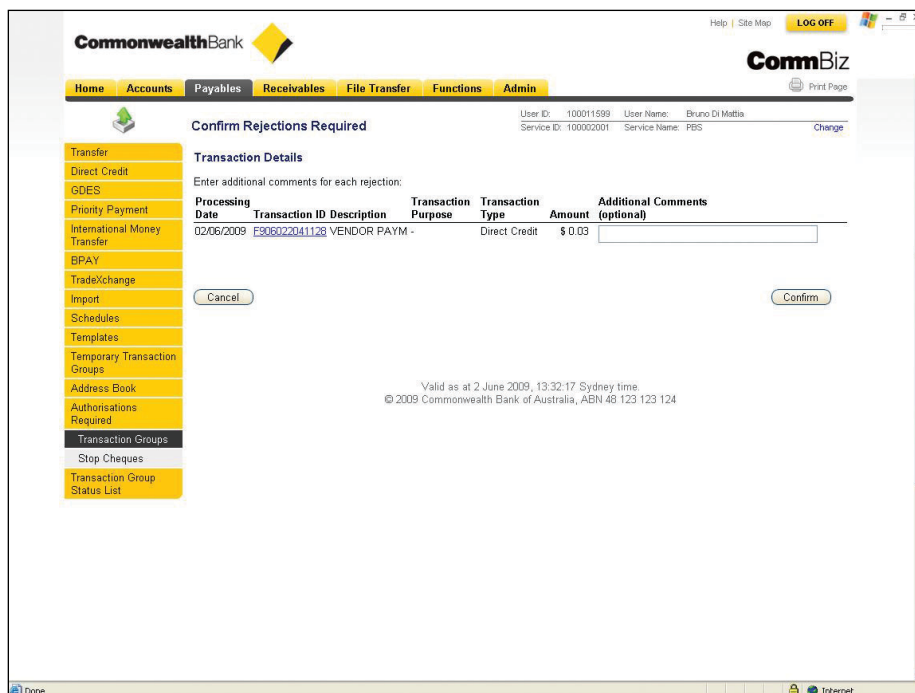 Help | Site Map LOG OFF
CommonwealthBank
CommBiz
Home Accounts Payables Receivables File Transfer Functions Admin Print Page
User ID: 100011599 User Name: Bruno Di Mattia
Confirm Rejections Required Service ID: 100002001 Service Name: PBS Change
Transfer
Direct Credit
GDES
Priority Payment
International Money
Transfer
BPAY
TradeXchange
Import
Schedules
Templates
Temporary Transaction
Groups
Address Book
Authorisations
Required
Transaction Groups
Stop Cheques
Transaction Group
Status List
Transaction Details
Enter additional comments for each rejection:
Processing Transaction Transaction Additional Comments
Date Transaction ID Description Purpose Type Amount (optional)
02/06/2009 F906022041128 VENDOR PAYM - Direct Credit $ 0.03
Cancel Confirm
Valid as at 2 June 2009, 13:32:17 Sydney time.
© 2009 Commonwealth Bank of Australia, ABN 48 123 123 124
Done Internet